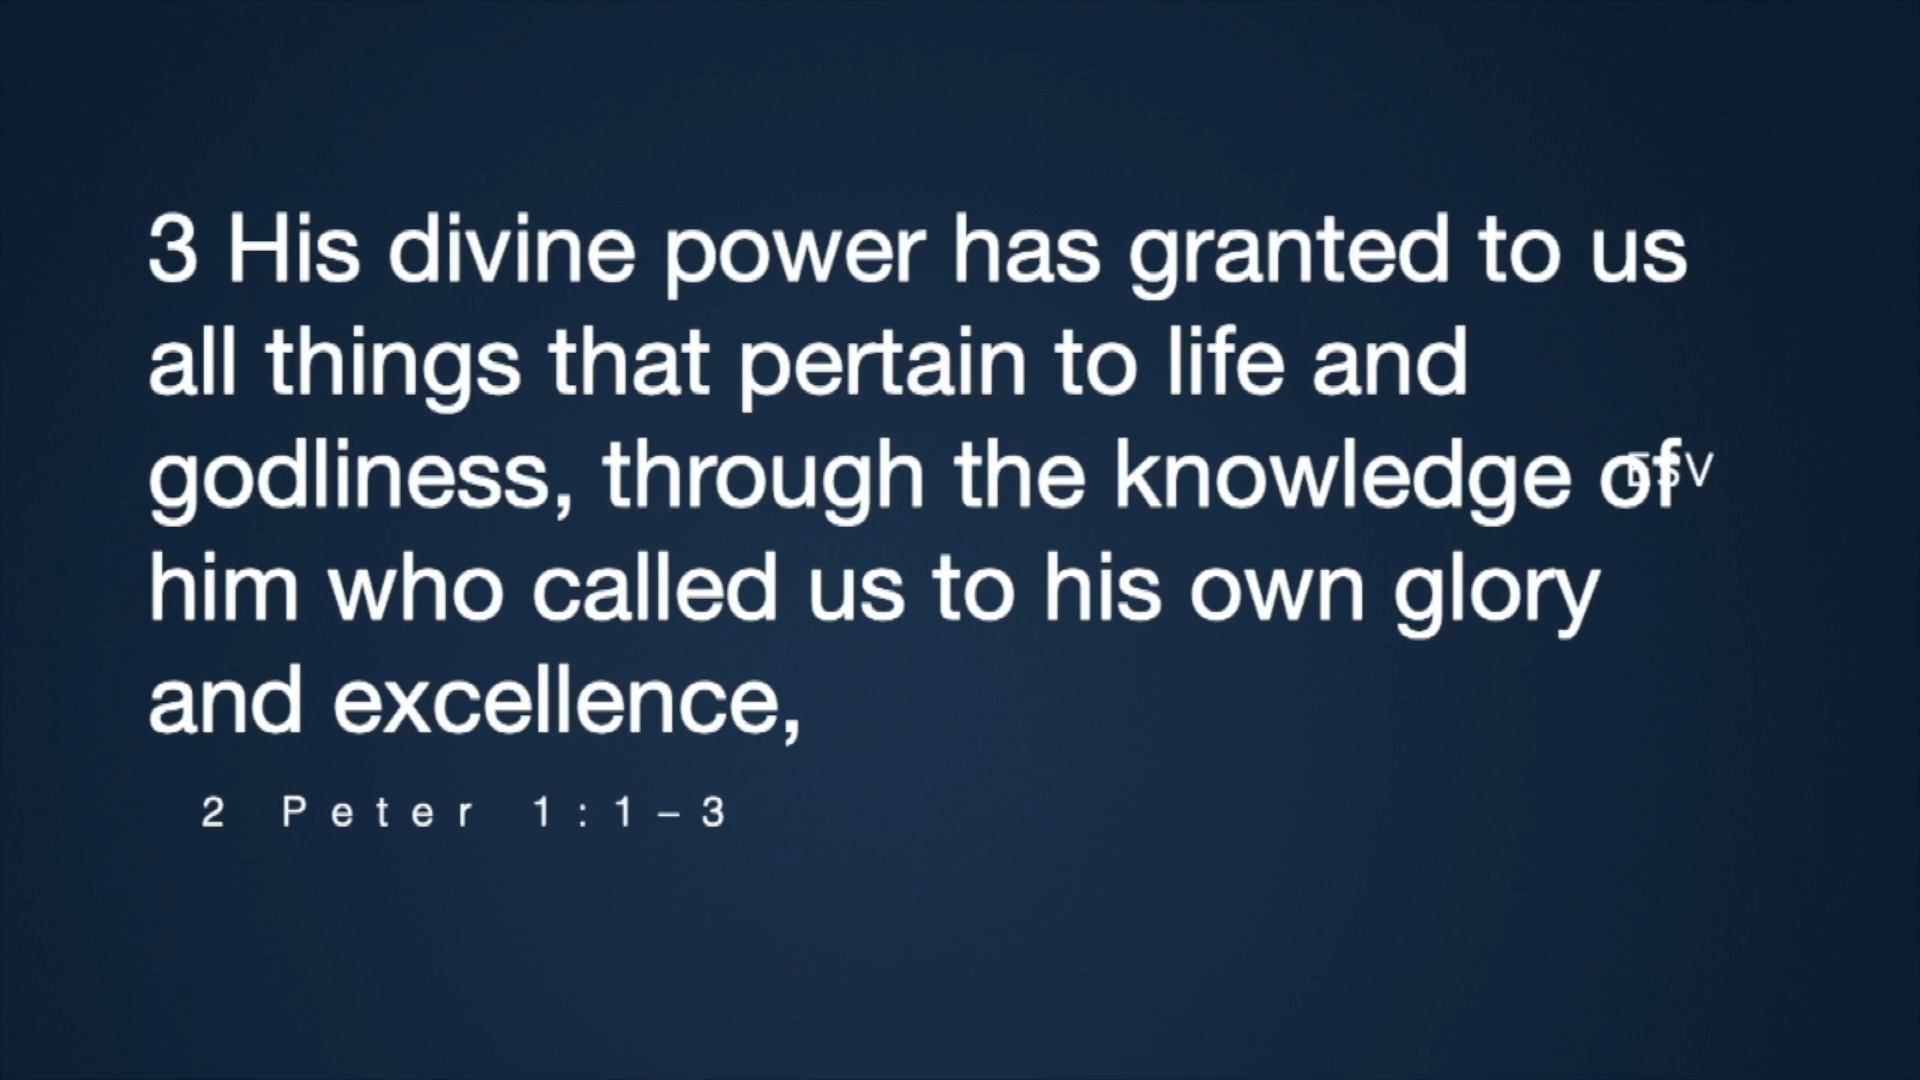 3 His divine power has granted to us
all things that pertain to life and
godliness, through the knowledge of
ESV
him who called us to his own glory
and excellence,
2 Peter 1:1–3